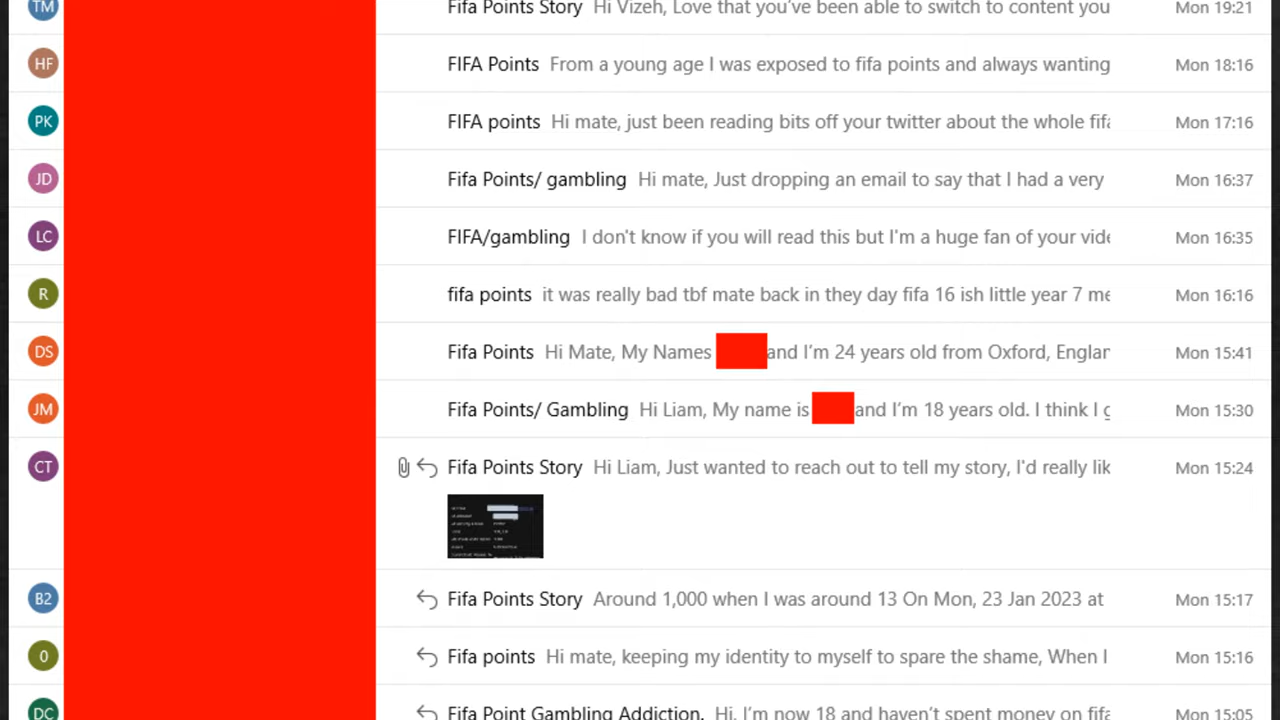 TM Fifa Points Story Hi Vizeh, Love that you've been able to switch to content you Mon 19:21
HF FIFA Points From a young age I was exposed to fifa points and always wanting Mon 18:16
PK FIFA points Hi mate, just been reading bits off your twitter about the whole fifa Mon 17:16
JD Fifa Points/ gambling Hi mate, Just dropping an email to say that I had a very Mon 16:37
LC FIFA/gambling I don't know if you will read this but I'm a huge fan of your vide Mon 16:35
R fifa points it was really bad tbf mate back in they day fifa 16 ish little year 7 me Mon 16:16
DS Fifa Points Hi Mate, My Names and I'm 24 years old from Oxford, Englan Mon 15:41
JM Fifa Points/ Gambling Hi Liam, My name is and I'm 18 years old. I think I g Mon 15:30
CT Fifa Points Story Hi Liam, Just wanted to reach out to tell my story, I'd really lik Mon 15:24
B2 Fifa Points Story Around 1,000 when I was around 13 On Mon, 23 Jan 2023 at Mon 15:17
0 Fifa points Hi mate, keeping my identity to myself to spare the shame, When I Mon 15:16
DC Fifa Point Gambling Addiction. Hi, I'm now 18 and haven't spent money on fifa Mon 15:05